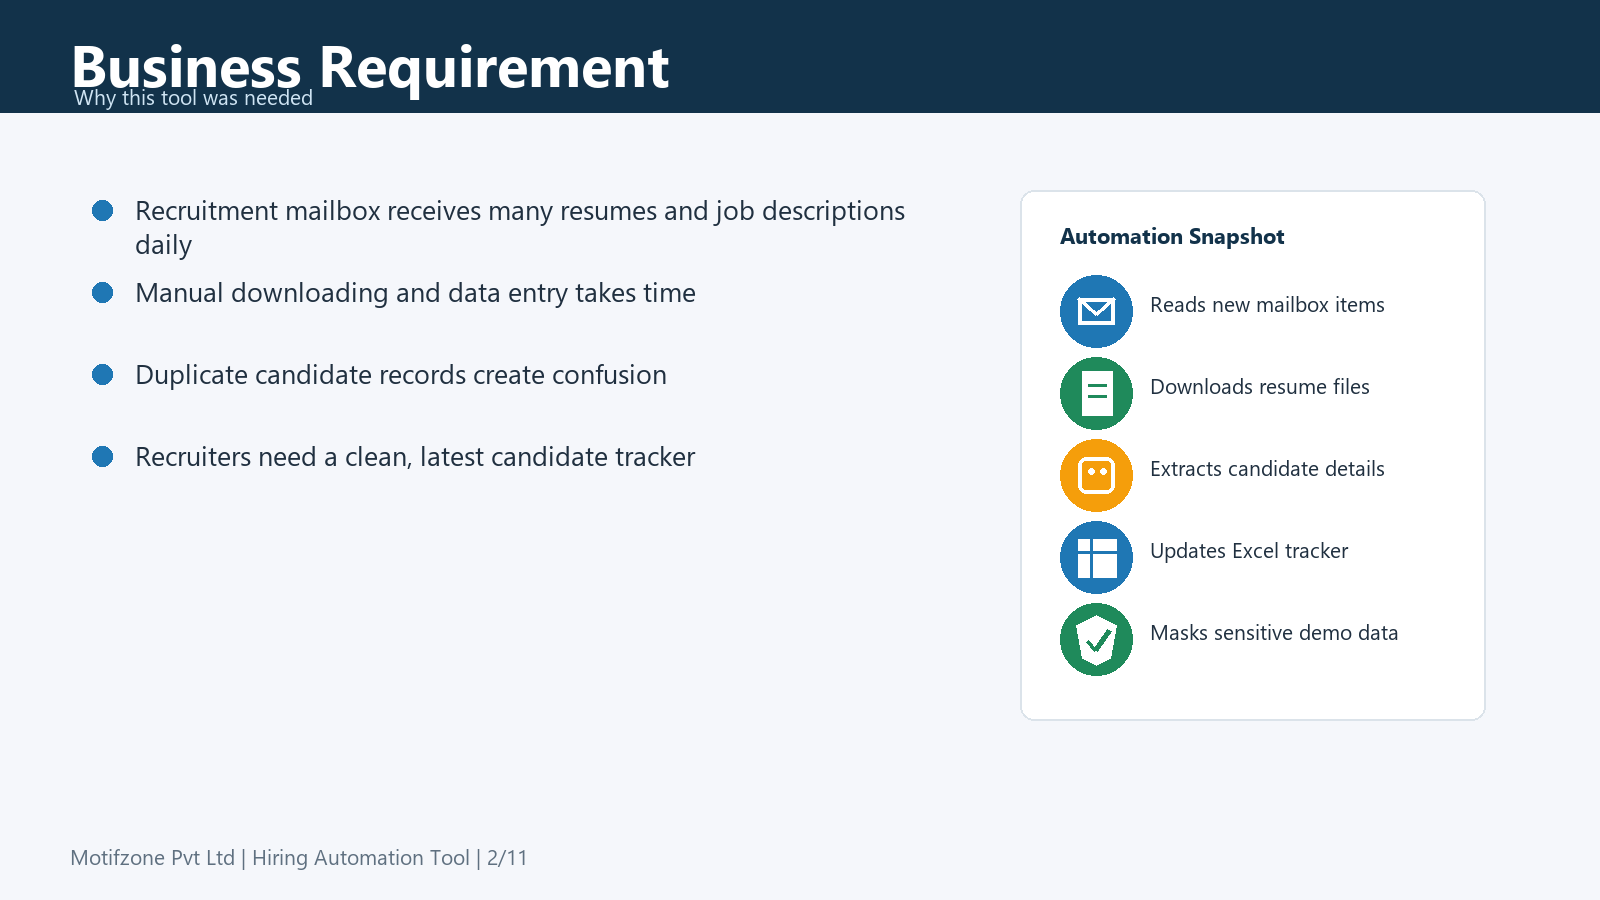 Business Requirement
Why this tool was needed
Recruitment mailbox receives many resumes and job descriptions
daily
Manual downloading and data entry takes time
Duplicate candidate records create confusion
Recruiters need a clean, latest candidate tracker
Automation Snapshot
Reads new mailbox items
Downloads resume files
Extracts candidate details
Updates Excel tracker
Masks sensitive demo data
Motifzone Pvt Ltd | Hiring Automation Tool | 2/11